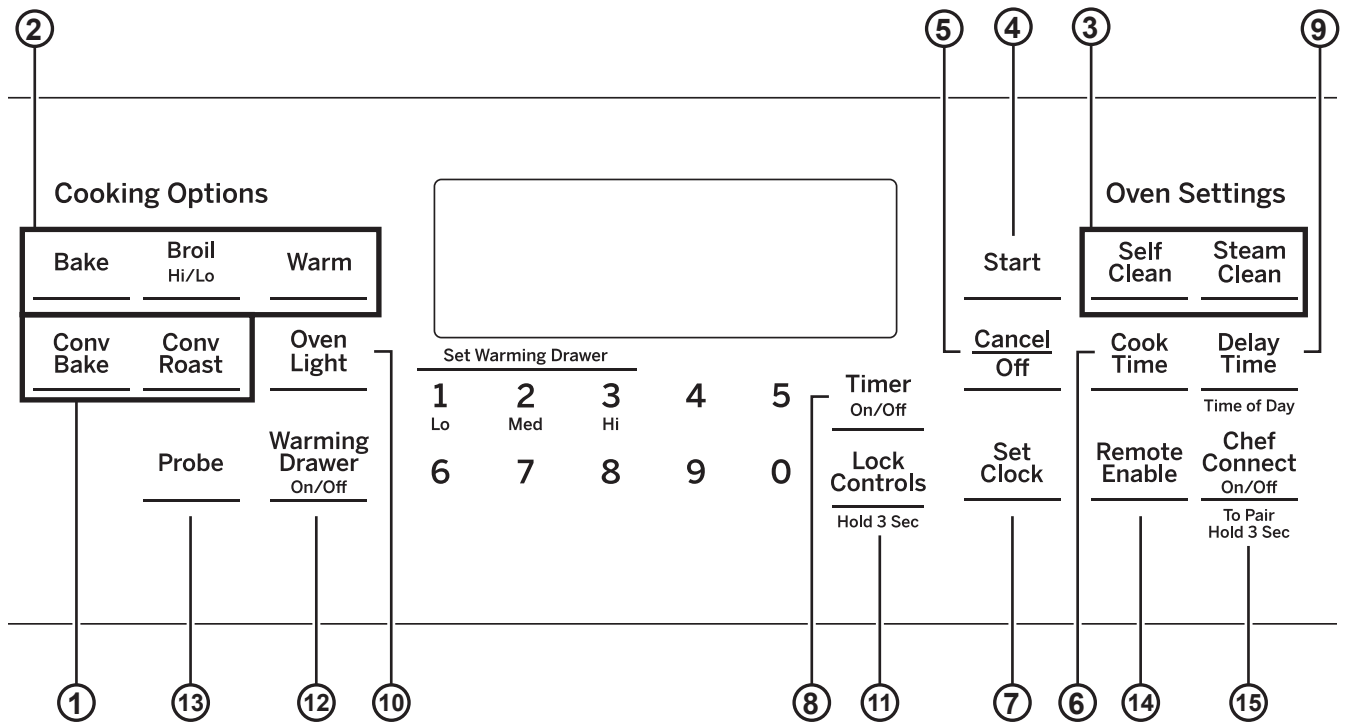 2
5
4
3
9
Cooking Options
Oven Settings
Bake
Broil
Hi/Lo
Warm
Start
Self
Clean
Steam
Clean
Conv
Bake
Conv
Roast
Oven
Light
Set Warming Drawer
1
Lo
2
Med
3
Hi
4
5
6
7
8
9
0
Timer
On/Off
Cancel
Off
Cook
Time
Delay
Time
Time of Day
Probe
Warming
Drawer
On/Off
Lock
Controls
Hold 3 Sec
Set
Clock
Remote
Enable
Chef
Connect
On/Off
To Pair
Hold 3 Sec
1
13
12
10
8
11
7
6
14
15